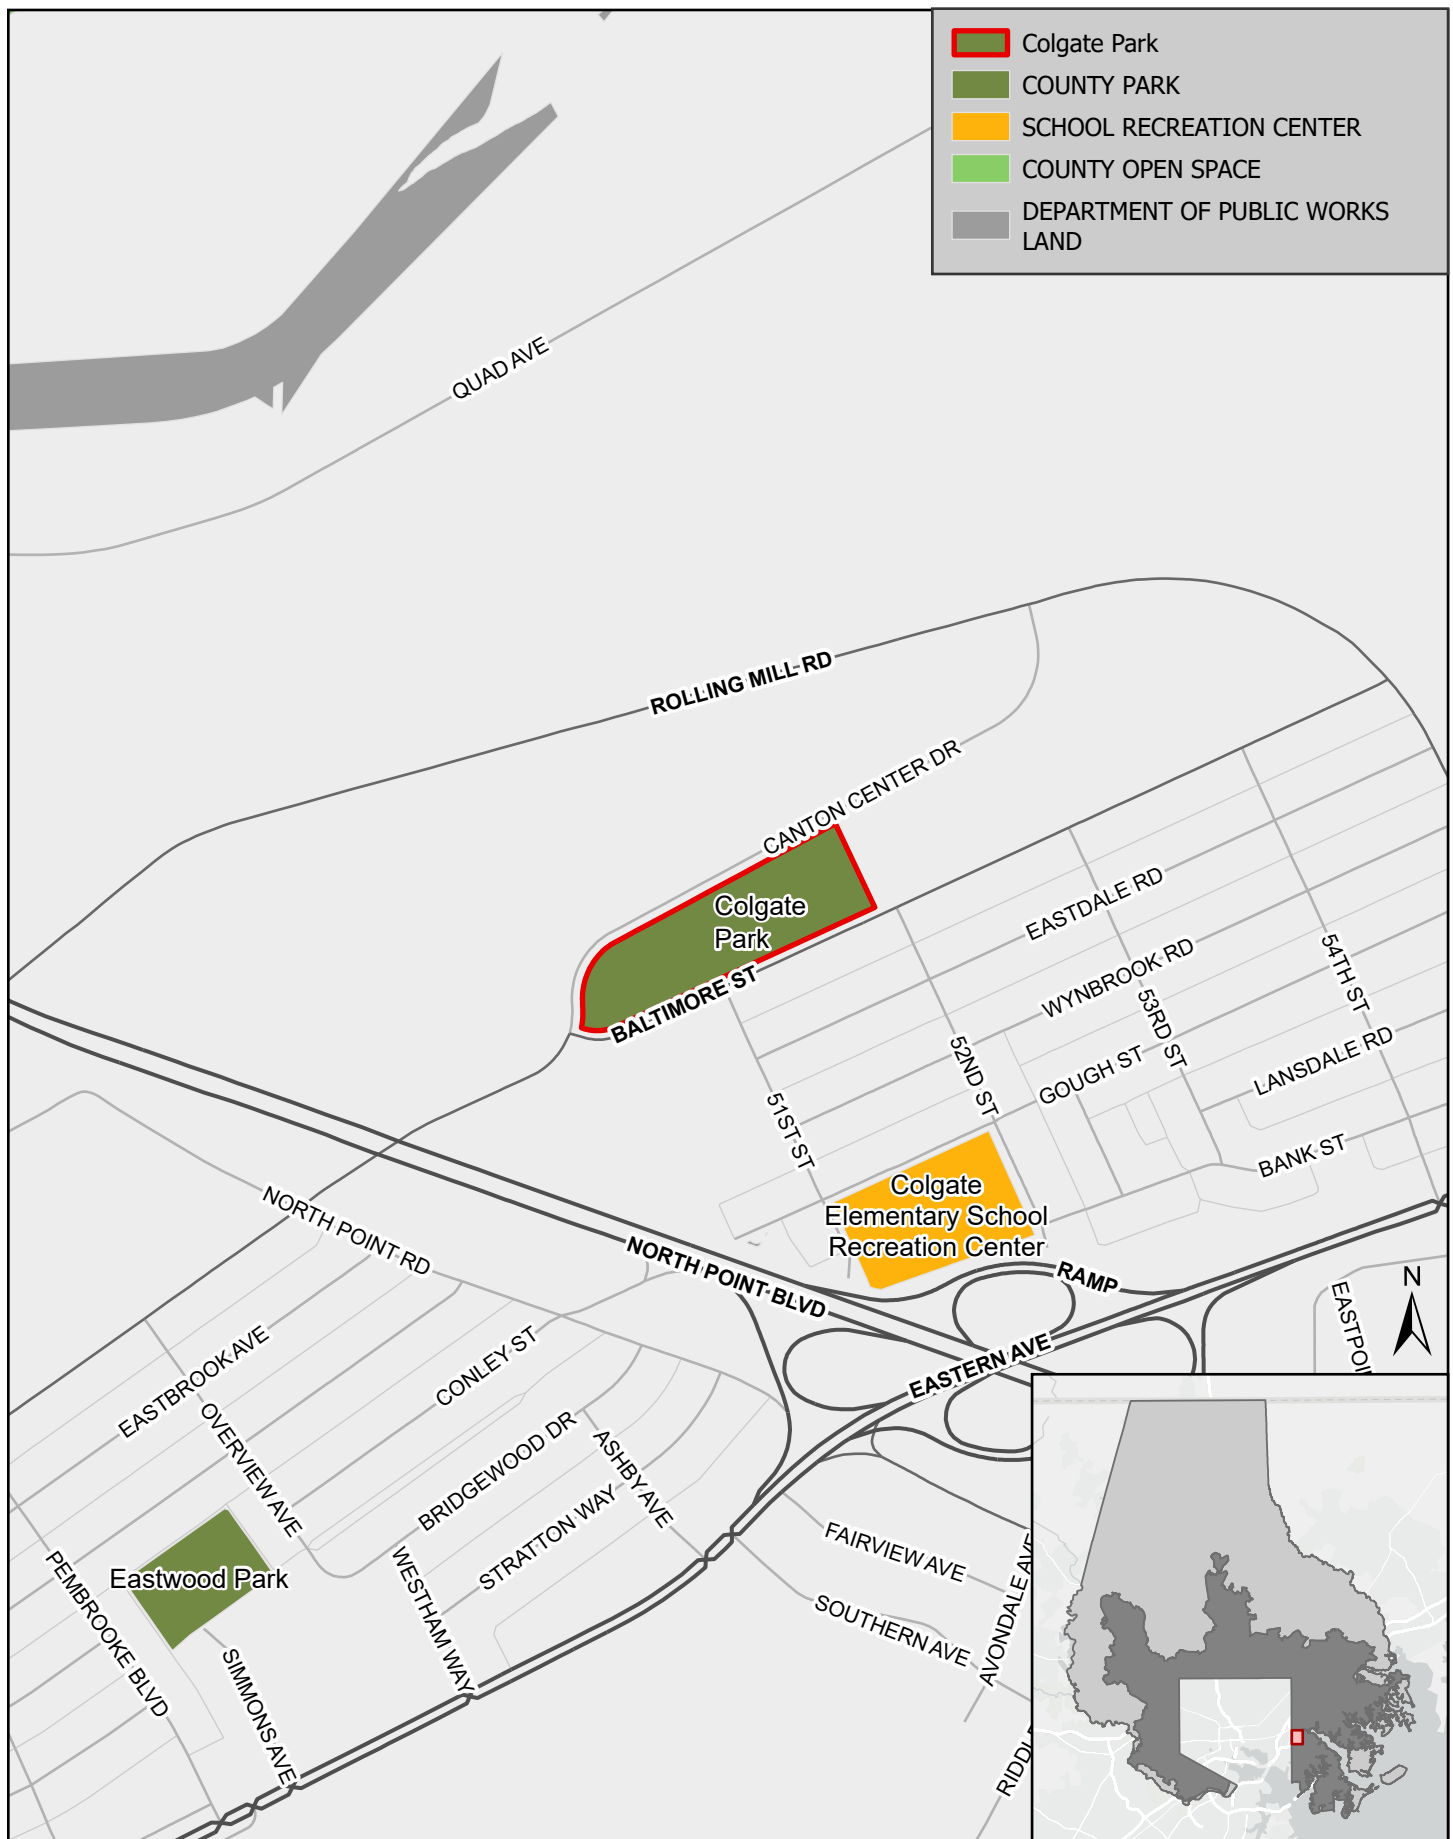 Colgate Park
COUNTY PARK
SCHOOL RECREATION CENTER
COUNTY OPEN SPACE
DEPARTMENT OF PUBLIC WORKS
LAND
QUAD AVE
ROLLING MILL RD
CANTON CENTER DR
Colgate
Park
BALTIMORE ST
EASTDALE RD
WYNBROOK RD
54TH ST
53RD ST
52ND ST
GOUGH ST
LANSDALE RD
51ST ST
BANK ST
Colgate
Elementary School
Recreation Center
NORTH POINT RD
NORTH POINT BLVD
RAMP
N
EASTPOI
EASTERN AVE
EASTBROOK AVE
CONLEY ST
OVERVIEW AVE
BRIDGEWOOD DR
ASHBY AVE
STRATTON WAY
FAIRVIEW AVE
AVONDALE AVE
Eastwood Park
PEMBROOKE BLVD
WESTHAM WAY
SOUTHERN AVE
SIMMONS AVE
RIDDL